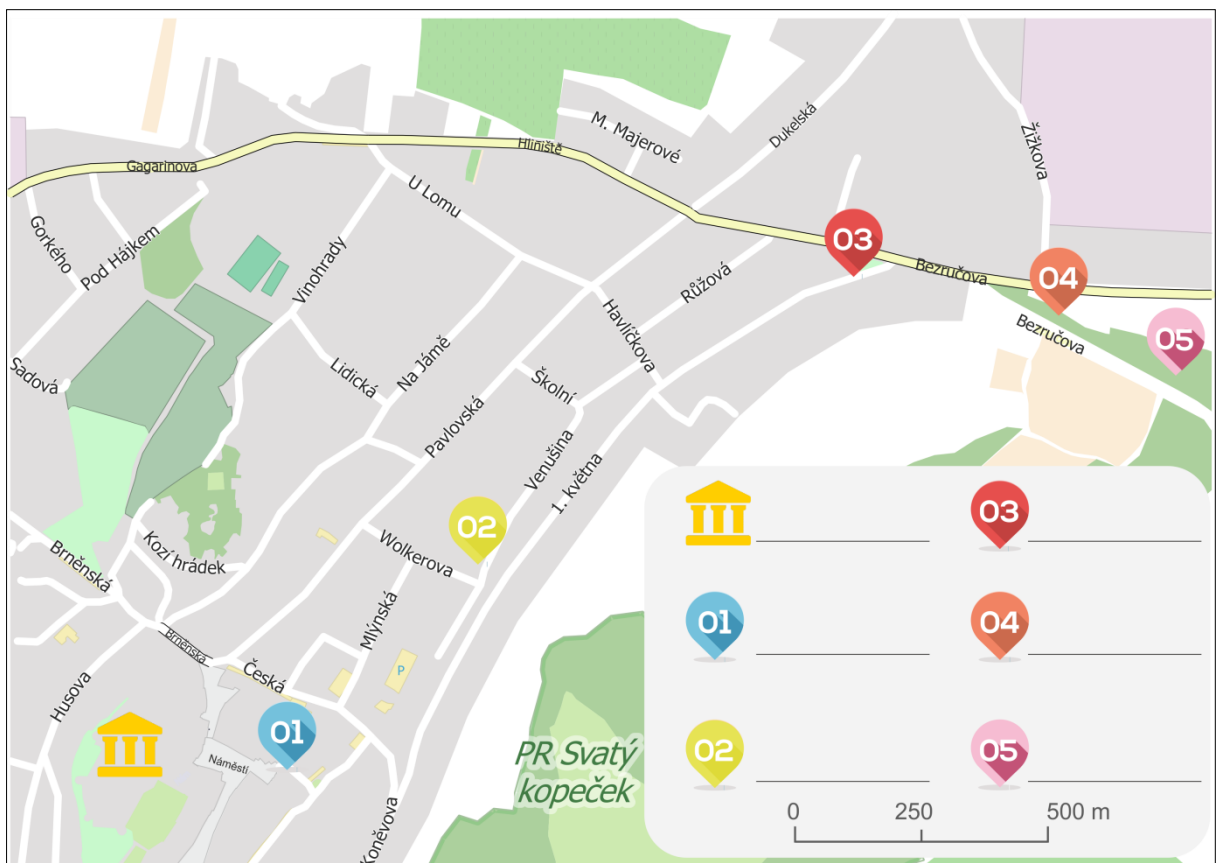 M. Majerové
Dukelská
Žižkova
Hliniště
Gagarinova
U Lomu
Gorkého
Pod Hájkem
Vinohrady
03
Růžová
Bezručova
04
Havlíčkova
Bezručova
05
Sadová
Lidická
Na Jámě
Školní
Pavlovská
Venušina
1. května
02
Brněnská
Kozí hrádek
Wolkerova
Mlýnská
Brněnská
P
Česká
Husova
01
Náměstí
PR Svatý
kopeček
Koněvova
03
01
04
02
05
0 250 500 m